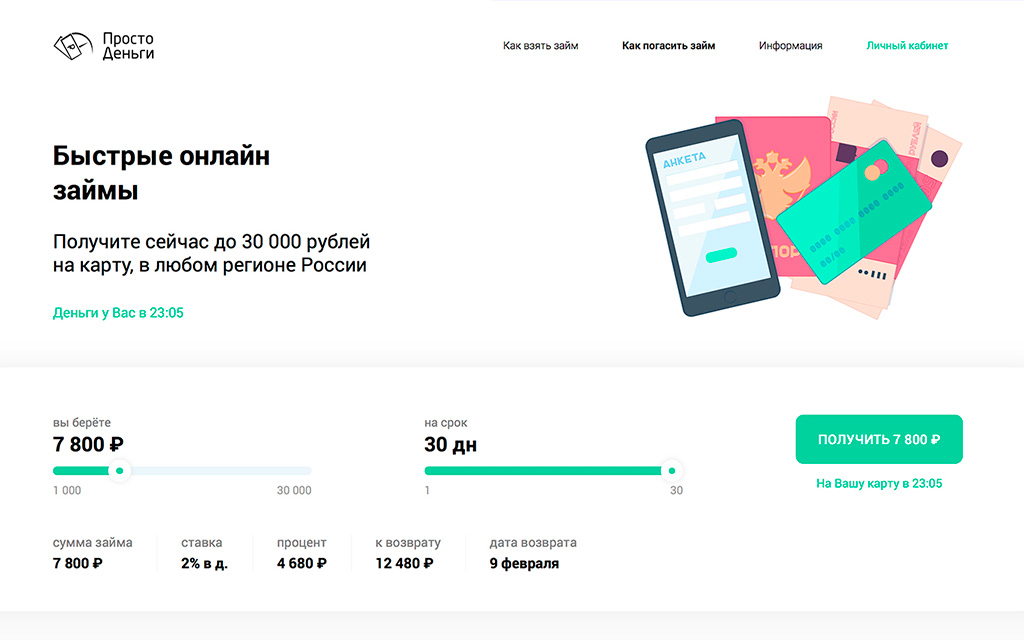 Просто
Деньги
Как взять займ
Как погасить займ
Информация
Личный кабинет
Быстрые онлайн
займы
Получите сейчас до 30 000 рублей
на карту, в любом регионе России
Деньги у Вас в 23:05
АНКЕТА
вы берёте
7 800 ₽
1 000
30 000
на срок
30 дн
1
30
ПОЛУЧИТЬ 7 800 ₽
На Вашу карту в 23:05
сумма займа
7 800 ₽
ставка
2% в д.
процент
4 680 ₽
к возврату
12 480 ₽
дата возврата
9 февраля